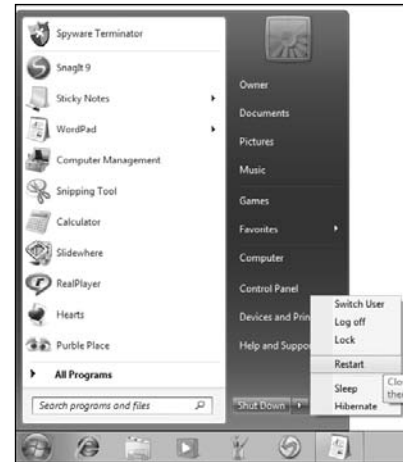 Spyware Terminator
SnagIt 9
Sticky Notes
WordPad
Computer Management
Snipping Tool
Calculator
Slidewhere
RealPlayer
Hearts
Purble Place
All Programs
Search programs and files
Owner
Documents
Pictures
Music
Games
Favorites
Computer
Control Panel
Devices and Prin
Help and Suppo
Shut Down
Switch User
Log off
Lock
Restart
Sleep
Hibernate
Clo
the